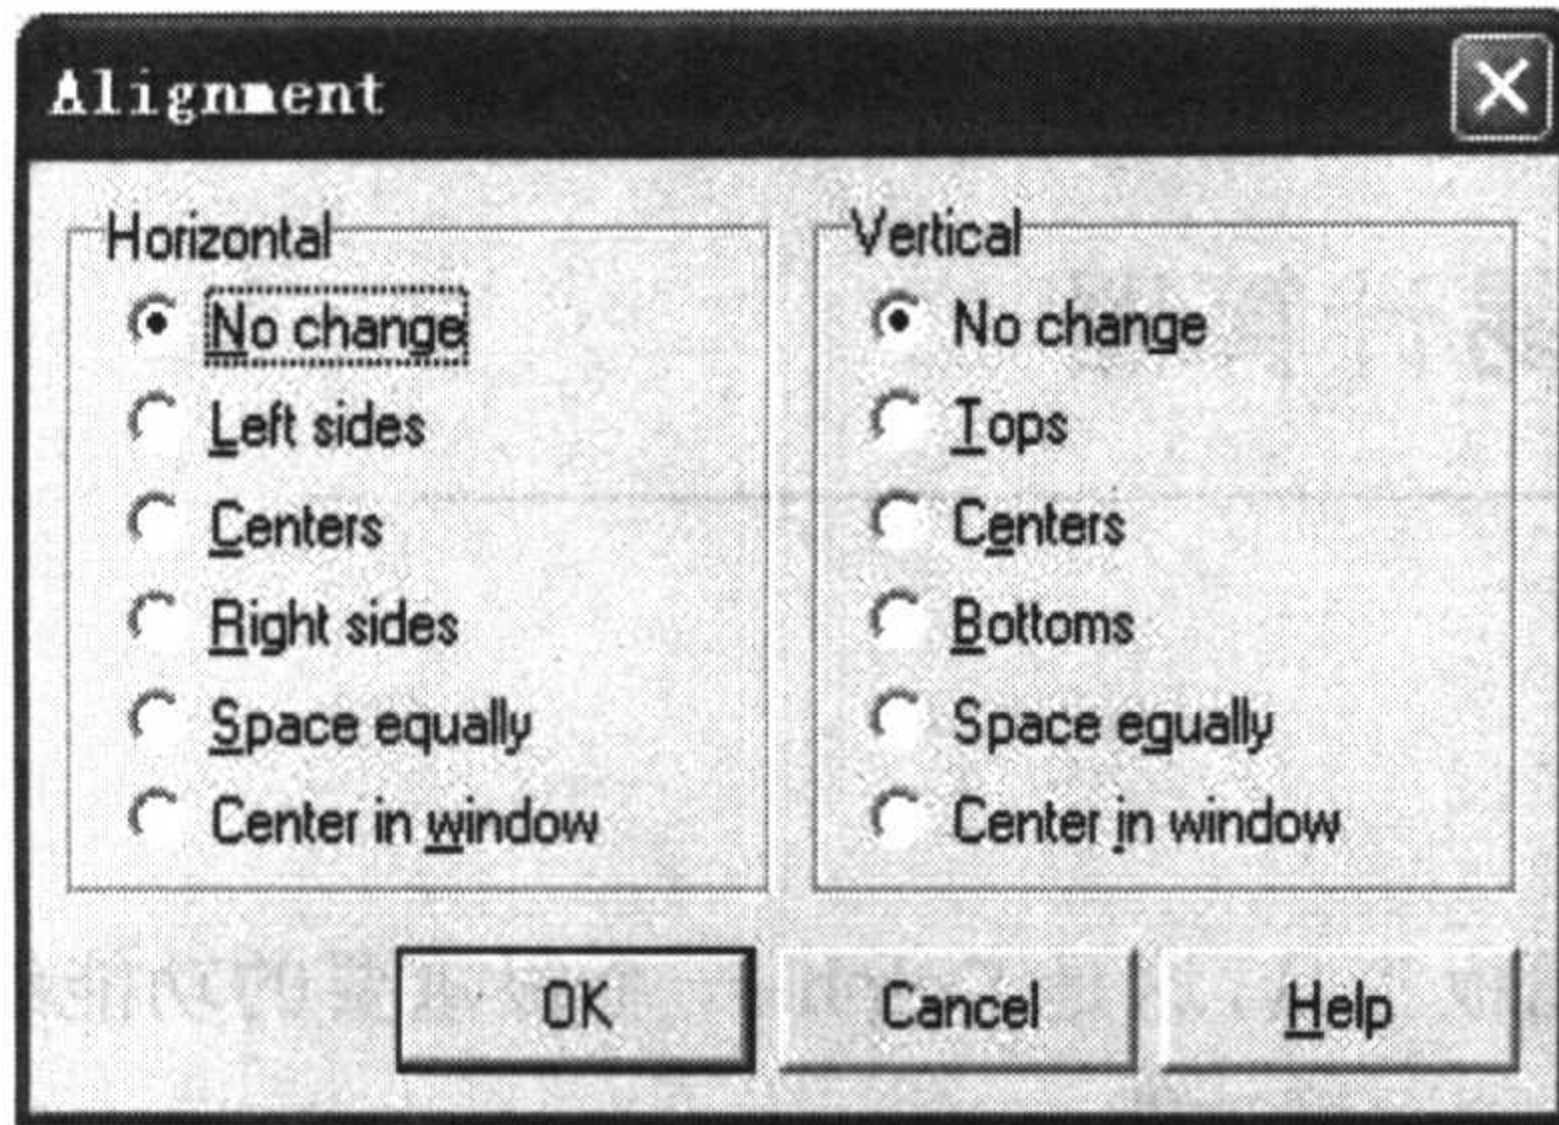 Alignment
Horizontal
No change
Left sides
Centers
Right sides
Space equally
Center in window
Vertical
No change
Tops
Centers
Bottoms
Space egually
Center in window
OK
Cancel
Help